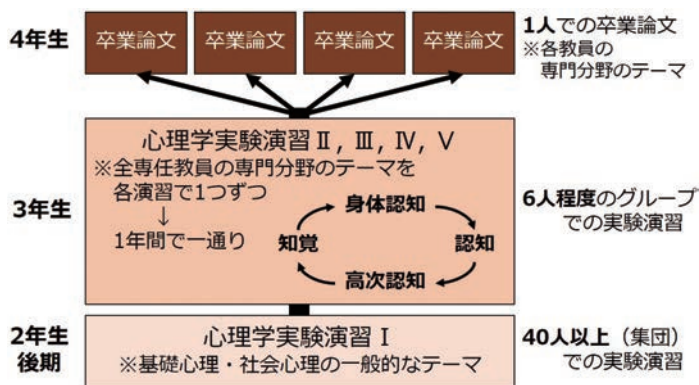 4年生
卒業論文
卒業論文
卒業論文
卒業論文
1人での卒業論文
※各教員の
専門分野のテーマ
3年生
心理学実験演習Ⅱ, Ⅲ, Ⅳ, Ⅴ
※全専任教員の専門分野のテーマを
各演習で1つずつ
↓
1年間で一通り
身体認知
知覚
認知
高次認知
6人程度のグループ
での実験演習
2年生
後期
心理学実験演習Ⅰ
※基礎心理・社会心理の一般的なテーマ
40人以上（集団）
での実験演習